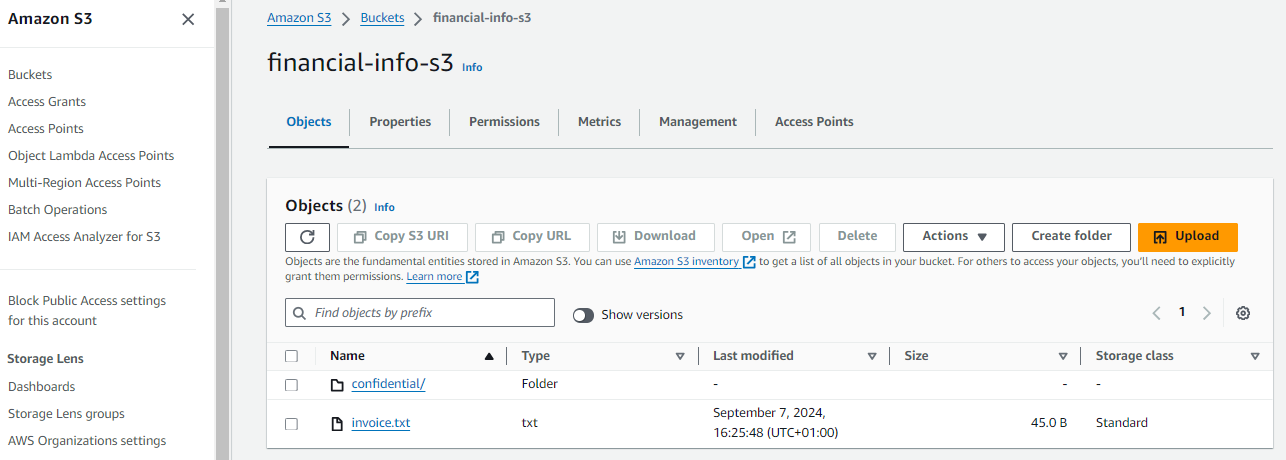 Amazon S3
Buckets
Access Grants
Access Points
Object Lambda Access Points
Multi-Region Access Points
Batch Operations
IAM Access Analyzer for S3
Block Public Access settings
for this account
Storage Lens
Dashboards
Storage Lens groups
AWS Organizations settings
Amazon S3 > Buckets > financial-info-s3
financial-info-s3 Info
Objects Properties Permissions Metrics Management Access Points
Objects (2) Info
Copy S3 URI Copy URL Download Open Delete Actions Create folder Upload
Objects are the fundamental entities stored in Amazon S3. You can use Amazon S3 inventory to get a list of all objects in your bucket. For others to access your objects, you'll need to explicitly
grant them permissions. Learn more
Find objects by prefix Show versions 1
Name Type Last modified Size Storage class
confidential/ Folder - - -
invoice.txt txt September 7, 2024, 45.0 B Standard
16:25:48 (UTC+01:00)